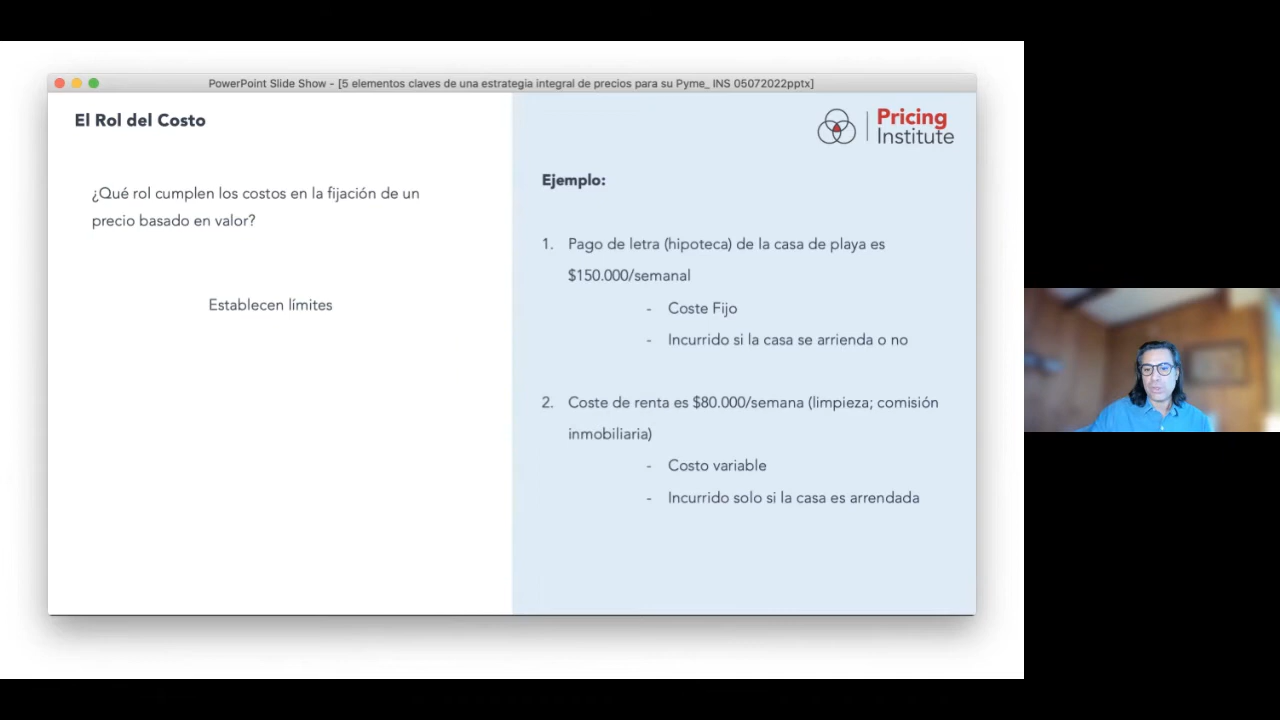 PowerPoint Slide Show - [5 elementos claves de una estrategia integral de precios para su Pyme_ INS 05072022pptx]
El Rol del Costo
¿Qué rol cumplen los costos en la fijación de un
precio basado en valor?
Establecen límites
Pricing
Institute
Ejemplo:
1. Pago de letra (hipoteca) de la casa de playa es
$150.000/semanal
- Coste Fijo
- Incurrido si la casa se arrienda o no
2. Coste de renta es $80.000/semana (limpieza; comisión
inmobiliaria)
- Costo variable
- Incurrido solo si la casa es arrendada